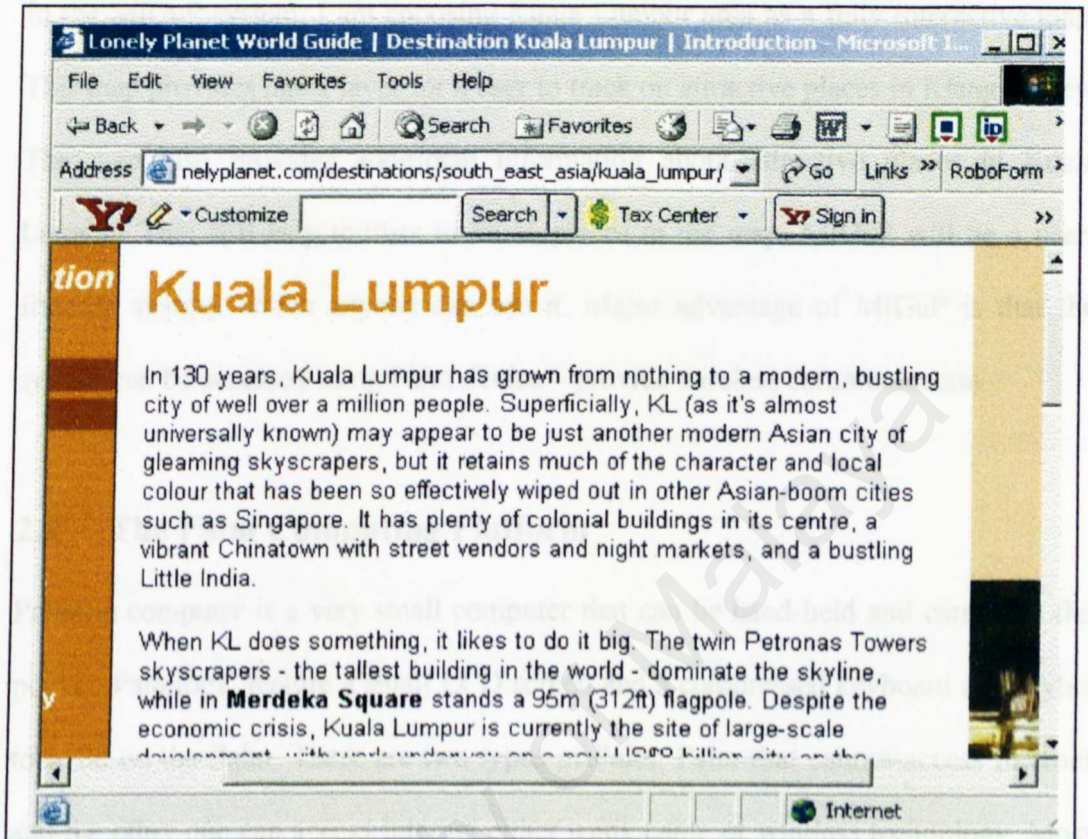 Lonely Planet World Guide | Destination Kuala Lumpur | Introduction - Microsoft I...
File Edit View Favorites Tools Help
Back Search Favorites
Address nelyplanet.com/destinations/south_east_asia/kuala_lumpur/ Go Links » RoboForm
Y! Customize Search $ Tax Center Y! Sign in »
tion
Kuala Lumpur
In 130 years, Kuala Lumpur has grown from nothing to a modern, bustling
city of well over a million people. Superficially, KL (as it's almost
universally known) may appear to be just another modern Asian city of
gleaming skyscrapers, but it retains much of the character and local
colour that has been so effectively wiped out in other Asian-boom cities
such as Singapore. It has plenty of colonial buildings in its centre, a
vibrant Chinatown with street vendors and night markets, and a bustling
Little India.
When KL does something, it likes to do it big. The twin Petronas Towers
skyscrapers - the tallest building in the world - dominate the skyline,
y
while in Merdeka Square stands a 95m (312ft) flagpole. Despite the
economic crisis, Kuala Lumpur is currently the site of large-scale
Internet
of Malaya